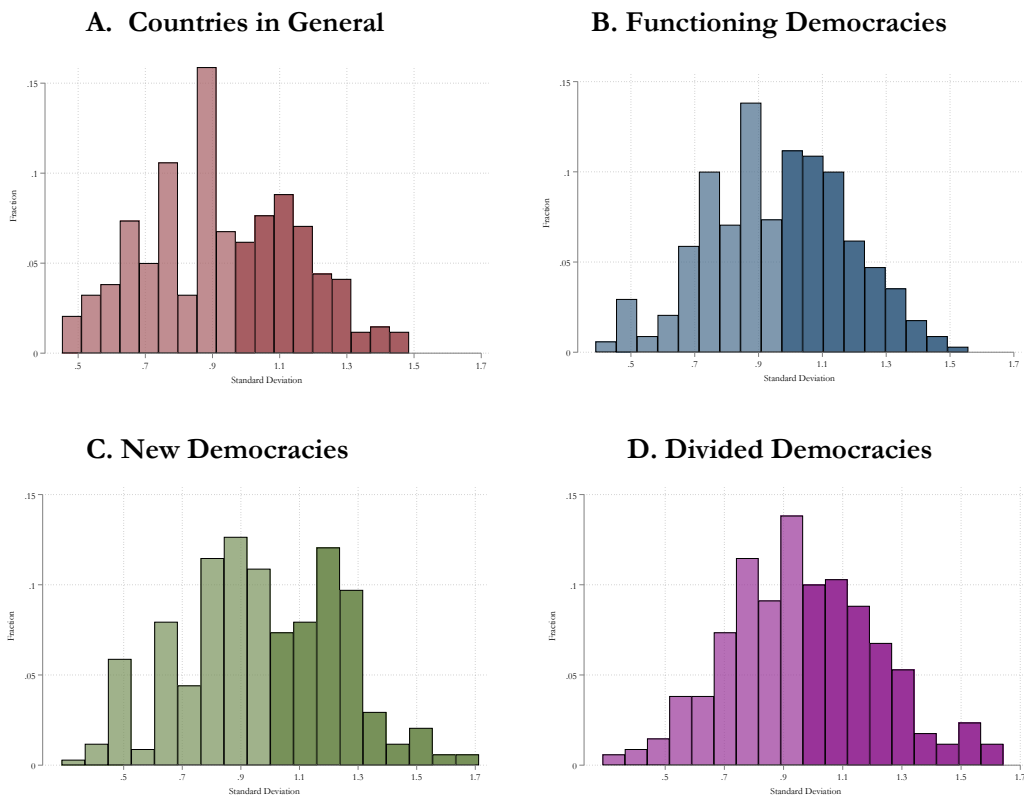 A. Countries in General
B. Functioning Democracies
.15
.1
.05
0
Fraction
.5 .7 .9 1.1 1.3 1.5 1.7
Standard Deviation
.15
.1
.05
0
Fraction
.5 .7 .9 1.1 1.3 1.5 1.7
Standard Deviation
C. New Democracies
D. Divided Democracies
.15
.1
.05
0
Fraction
.5 .7 .9 1.1 1.3 1.5 1.7
Standard Deviation
.15
.1
.05
0
Fraction
.5 .7 .9 1.1 1.3 1.5 1.7
Standard Deviation